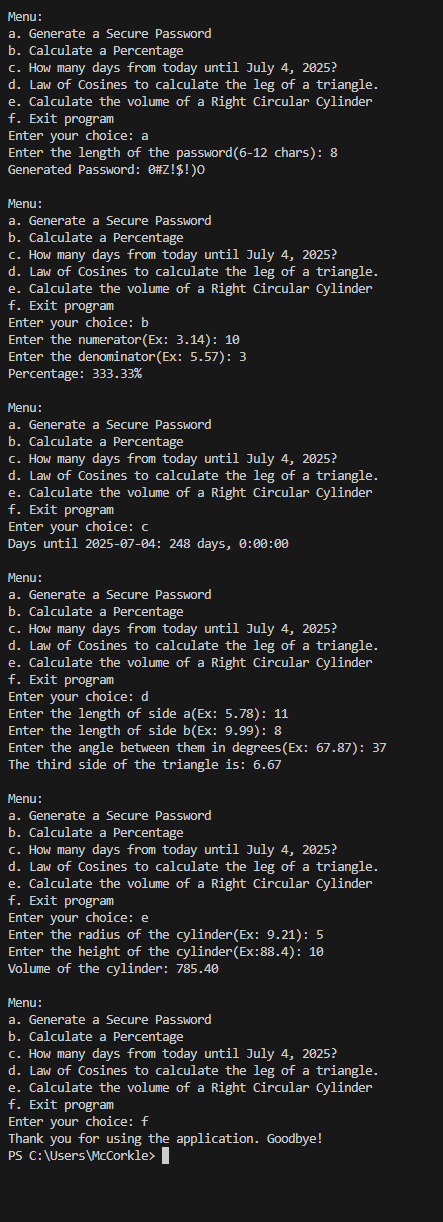 Menu:
a. Generate a Secure Password
b. Calculate a Percentage
c. How many days from today until July 4, 2025?
d. Law of Cosines to calculate the leg of a triangle.
e. Calculate the volume of a Right Circular Cylinder
f. Exit program
Enter your choice: a
Enter the length of the password(6-12 chars): 8
Generated Password: 0#Z!$!)O
Menu:
a. Generate a Secure Password
b. Calculate a Percentage
c. How many days from today until July 4, 2025?
d. Law of Cosines to calculate the leg of a triangle.
e. Calculate the volume of a Right Circular Cylinder
f. Exit program
Enter your choice: b
Enter the numerator(Ex: 3.14): 10
Enter the denominator(Ex: 5.57): 3
Percentage: 333.33%
Menu:
a. Generate a Secure Password
b. Calculate a Percentage
c. How many days from today until July 4, 2025?
d. Law of Cosines to calculate the leg of a triangle.
e. Calculate the volume of a Right Circular Cylinder
f. Exit program
Enter your choice: c
Days until 2025-07-04: 248 days, 0:00:00
Menu:
a. Generate a Secure Password
b. Calculate a Percentage
c. How many days from today until July 4, 2025?
d. Law of Cosines to calculate the leg of a triangle.
e. Calculate the volume of a Right Circular Cylinder
f. Exit program
Enter your choice: d
Enter the length of side a(Ex: 5.78): 11
Enter the length of side b(Ex: 9.99): 8
Enter the angle between them in degrees(Ex: 67.87): 37
The third side of the triangle is: 6.67
Menu:
a. Generate a Secure Password
b. Calculate a Percentage
c. How many days from today until July 4, 2025?
d. Law of Cosines to calculate the leg of a triangle.
e. Calculate the volume of a Right Circular Cylinder
f. Exit program
Enter your choice: e
Enter the radius of the cylinder(Ex: 9.21): 5
Enter the height of the cylinder(Ex:88.4): 10
Volume of the cylinder: 785.40
Menu:
a. Generate a Secure Password
b. Calculate a Percentage
c. How many days from today until July 4, 2025?
d. Law of Cosines to calculate the leg of a triangle.
e. Calculate the volume of a Right Circular Cylinder
f. Exit program
Enter your choice: f
Thank you for using the application. Goodbye!
PS C:\Users\McCorkle>